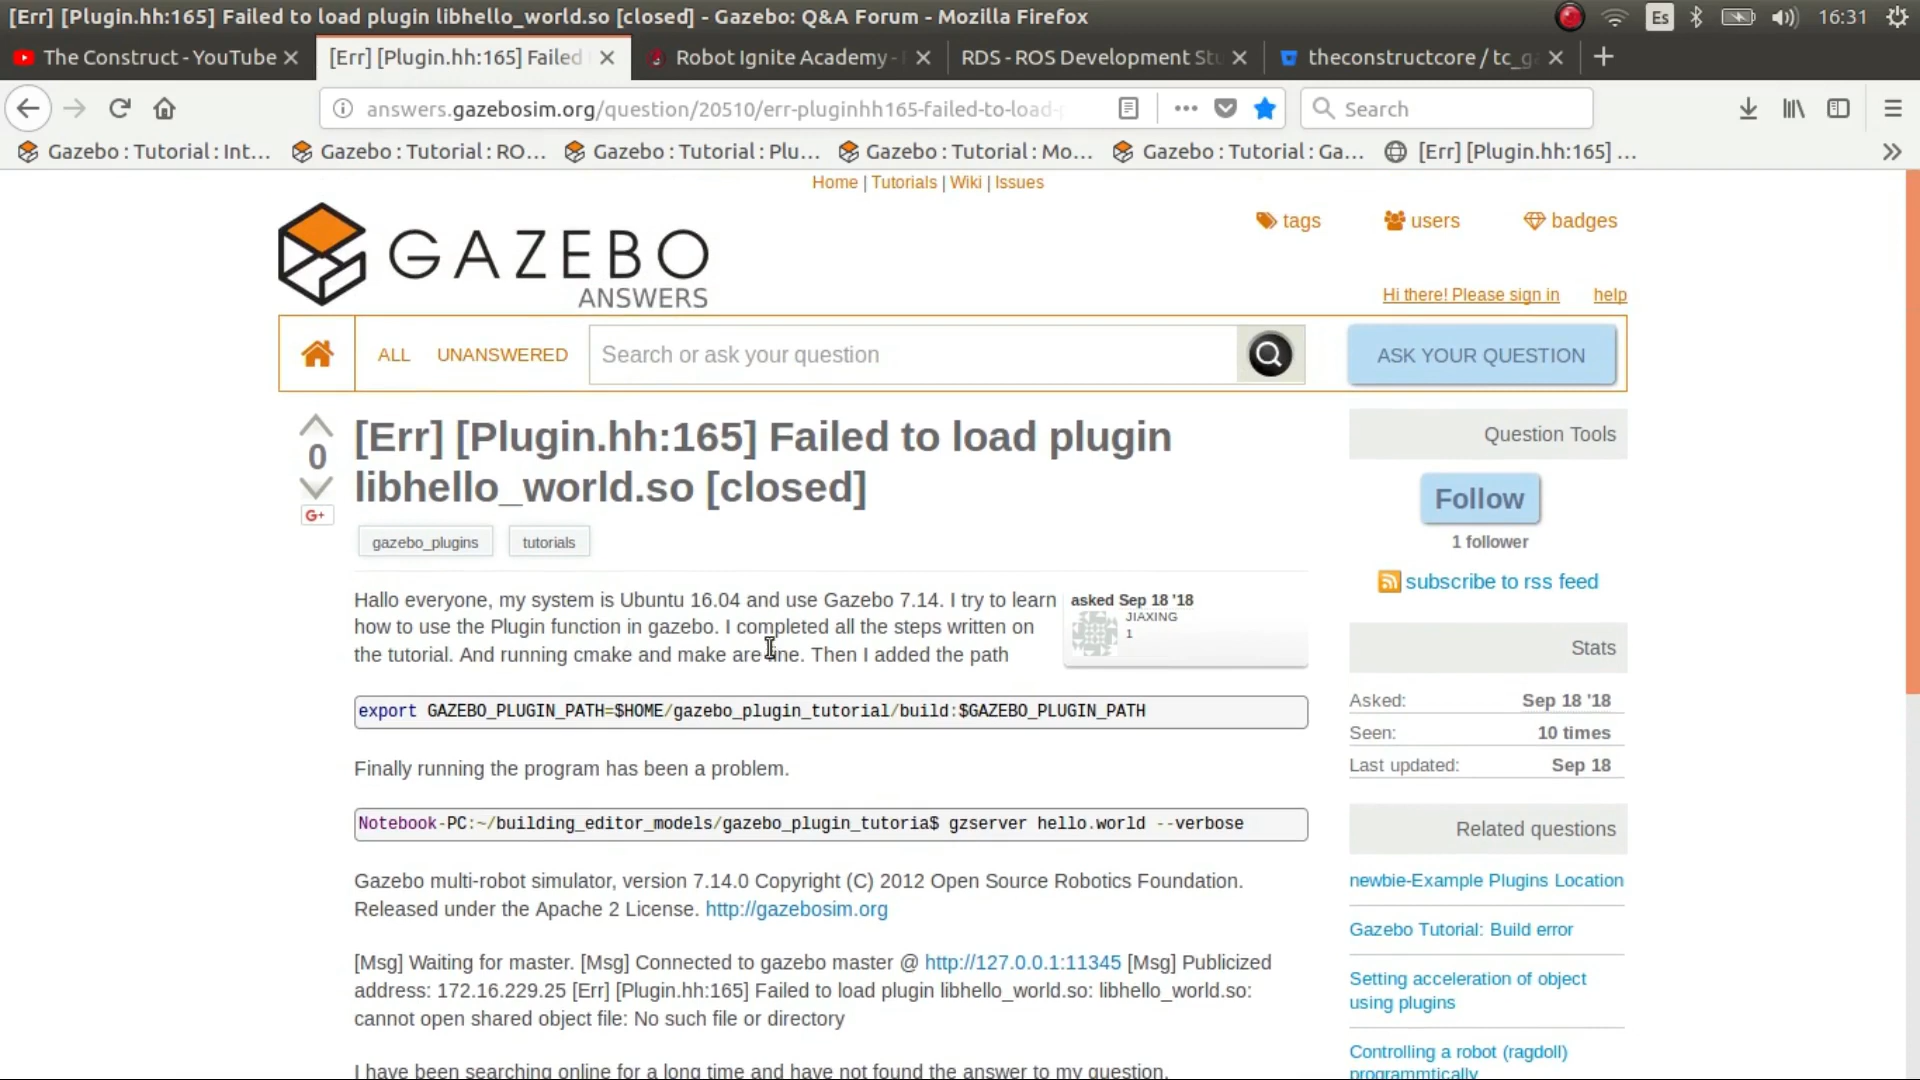 [Err] [Plugin.hh:165] Failed to load plugin libhello_world.so [closed] - Gazebo: Q&A Forum - Mozilla Firefox
Es
16:31
The Construct - YouTube
[Err] [Plugin.hh:165] Failed
Robot Ignite Academy -
RDS - ROS Development Stu
theconstructcore / tc_ga
answers.gazebosim.org/question/20510/err-pluginhh165-failed-to-load-p
Search
Gazebo : Tutorial : Int...
Gazebo : Tutorial : RO...
Gazebo : Tutorial : Plu...
Gazebo : Tutorial : Mo...
Gazebo : Tutorial : Ga...
[Err] [Plugin.hh:165] ...
Home | Tutorials | Wiki | Issues
GAZEBO
ANSWERS
tags
users
badges
Hi there! Please sign in
help
ALL
UNANSWERED
Search or ask your question
ASK YOUR QUESTION
0
G+
[Err] [Plugin.hh:165] Failed to load plugin
libhello_world.so [closed]
gazebo_plugins
tutorials
Hallo everyone, my system is Ubuntu 16.04 and use Gazebo 7.14. I try to learn
how to use the Plugin function in gazebo. I completed all the steps written on
the tutorial. And running cmake and make are fine. Then I added the path
asked Sep 18 '18
JIAXING
1
export GAZEBO_PLUGIN_PATH=$HOME/gazebo_plugin_tutorial/build:$GAZEBO_PLUGIN_PATH
Finally running the program has been a problem.
Notebook-PC:~/building_editor_models/gazebo_plugin_tutoria$ gzserver hello.world --verbose
Gazebo multi-robot simulator, version 7.14.0 Copyright (C) 2012 Open Source Robotics Foundation.
Released under the Apache 2 License. http://gazebosim.org
[Msg] Waiting for master. [Msg] Connected to gazebo master @ http://127.0.0.1:11345 [Msg] Publicized
address: 172.16.229.25 [Err] [Plugin.hh:165] Failed to load plugin libhello_world.so: libhello_world.so:
cannot open shared object file: No such file or directory
I have been searching online for a long time and have not found the answer to my question.
Question Tools
Follow
1 follower
subscribe to rss feed
Stats
Asked: Sep 18 '18
Seen: 10 times
Last updated: Sep 18
Related questions
newbie-Example Plugins Location
Gazebo Tutorial: Build error
Setting acceleration of object
using plugins
Controlling a robot (ragdoll)
programmtically